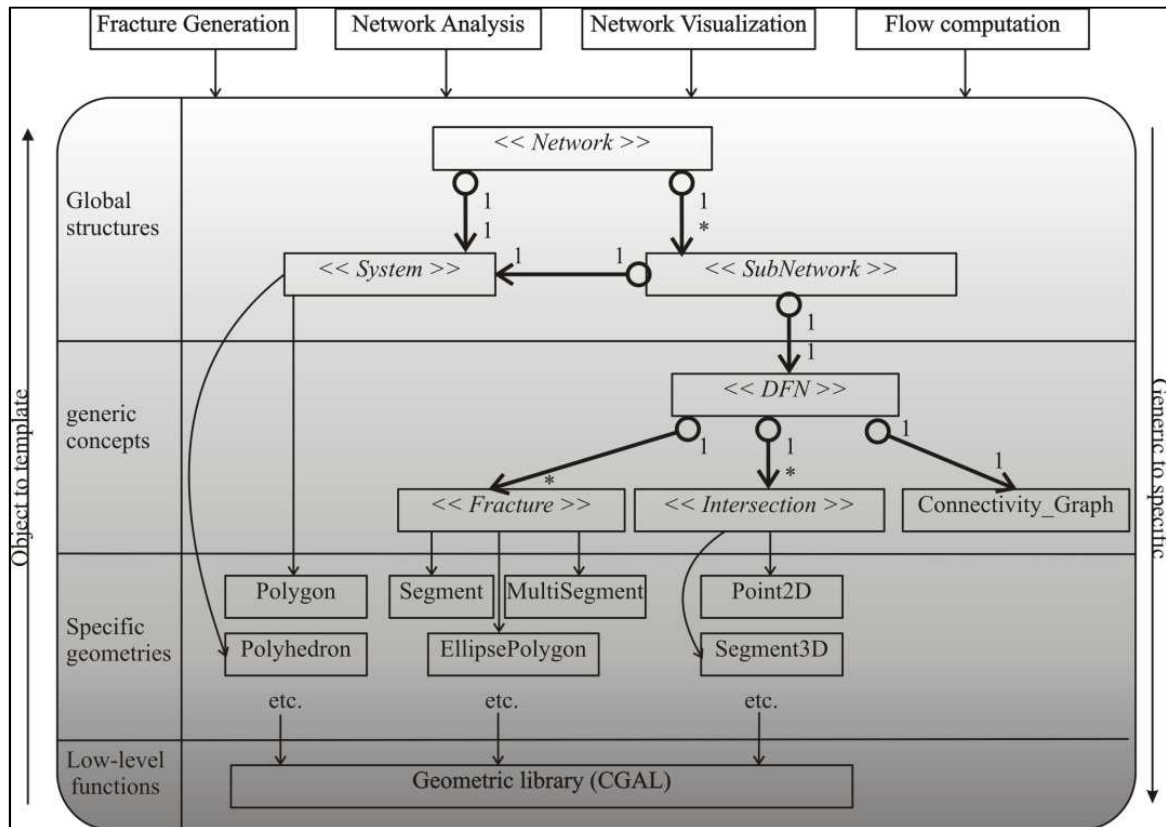 Fracture Generation
Network Analysis
Network Visualization
Flow computation
Object to template
Generic to specific
Global
structures
<< Network >>
1
1
1
*
<< System >>
1
1
<< SubNetwork >>
1
1
generic
concepts
<< DFN >>
1
*
1
*
1
1
<< Fracture >>
<< Intersection >>
Connectivity_Graph
Specific
geometries
Polygon
Segment
MultiSegment
Point2D
Polyhedron
EllipsePolygon
Segment3D
etc.
etc.
etc.
Low-level
functions
Geometric library (CGAL)